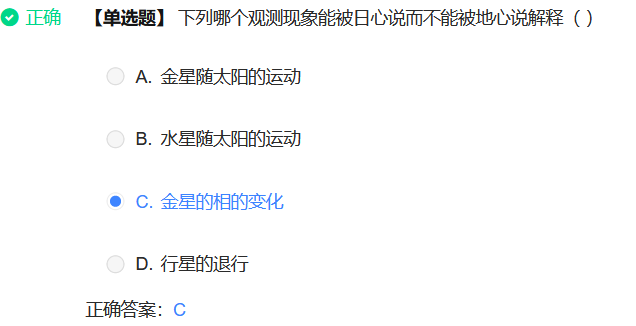 正确 【单选题】 下列哪个观测现象能被日心说而不能被地心说解释（ ）
A. 金星随太阳的运动
B. 水星随太阳的运动
C. 金星的相的变化
D. 行星的退行
正确答案：C